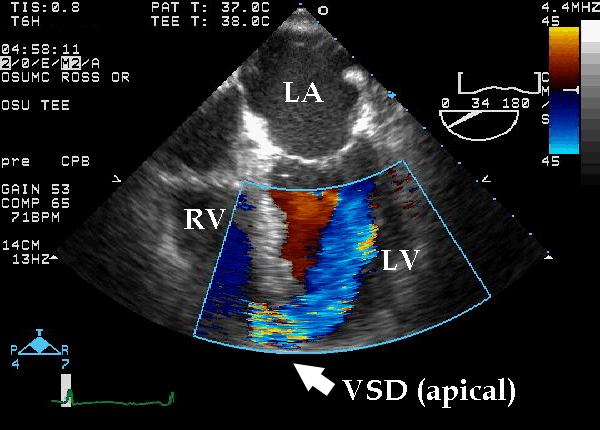 TIS:0.8 PAT T: 37.0C 4.4MHZ
T6H TEE T: 38.0C 45
04:58:11
2/0/E/M2/A
OSUMC ROSS OR
OSU TEE
LA
0 34 180
C
M
/
S
45
pre CPB
GAIN 53
COMP 65
71BPM
14CM
13HZ
RV
LV
T
P R
4 7
VSD (apical)